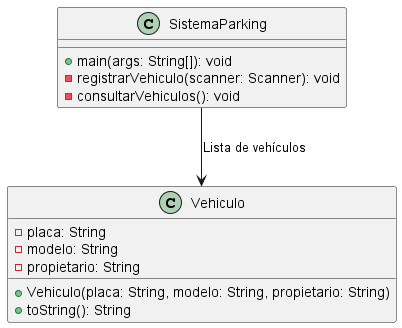 C SistemaParking
main(args: String[]): void
registrarVehiculo(scanner: Scanner): void
consultarVehiculos(): void
Lista de vehículos
C Vehiculo
placa: String
modelo: String
propietario: String
Vehiculo(placa: String, modelo: String, propietario: String)
toString(): String